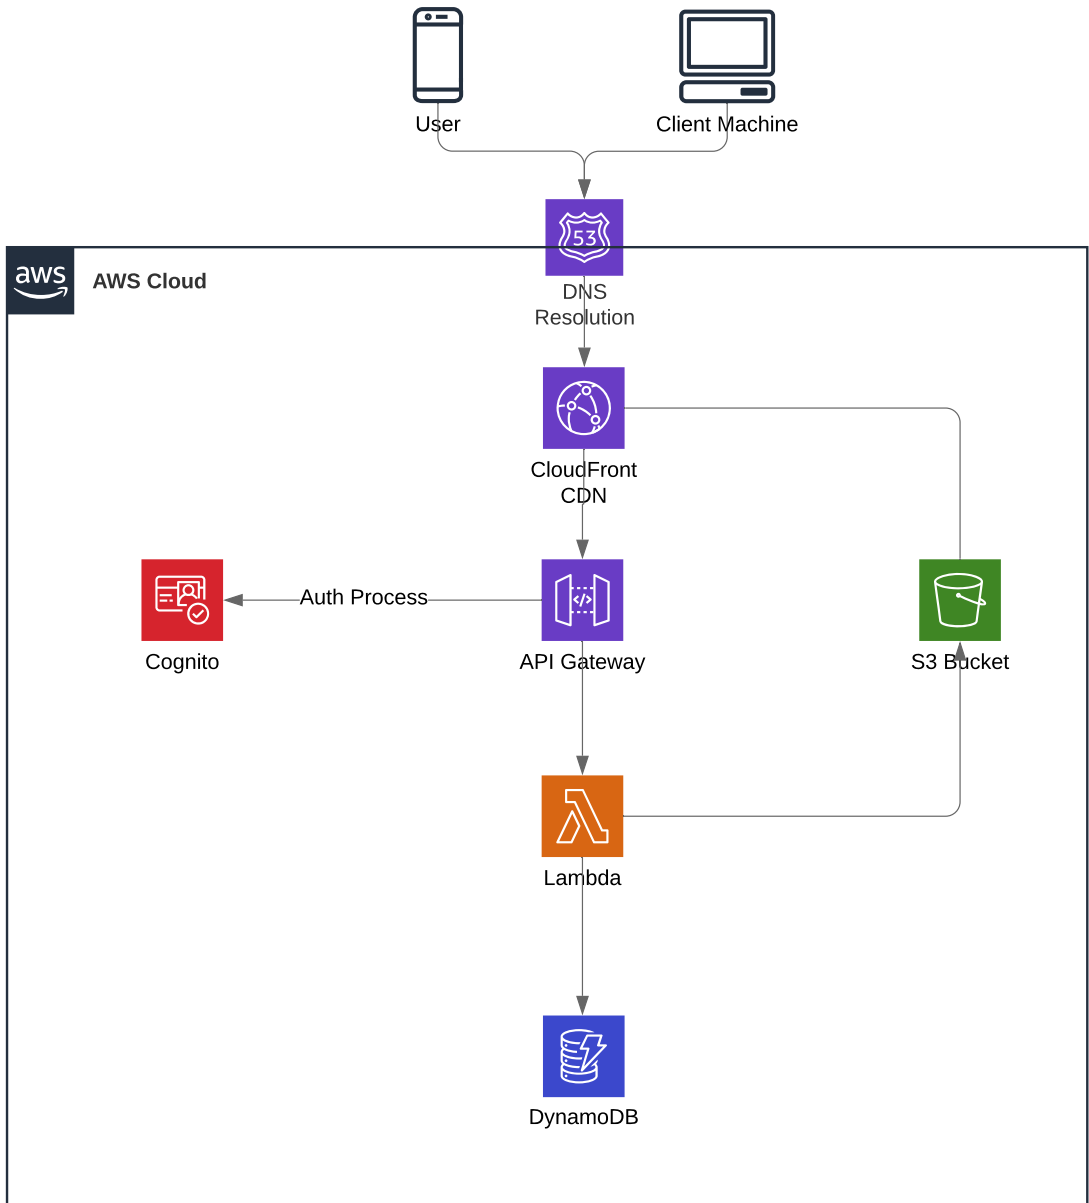 User
Client Machine
53
aws
AWS Cloud
DNS
Resolution
CloudFront
CDN
Auth Process
Cognito
API Gateway
S3 Bucket
Lambda
DynamoDB